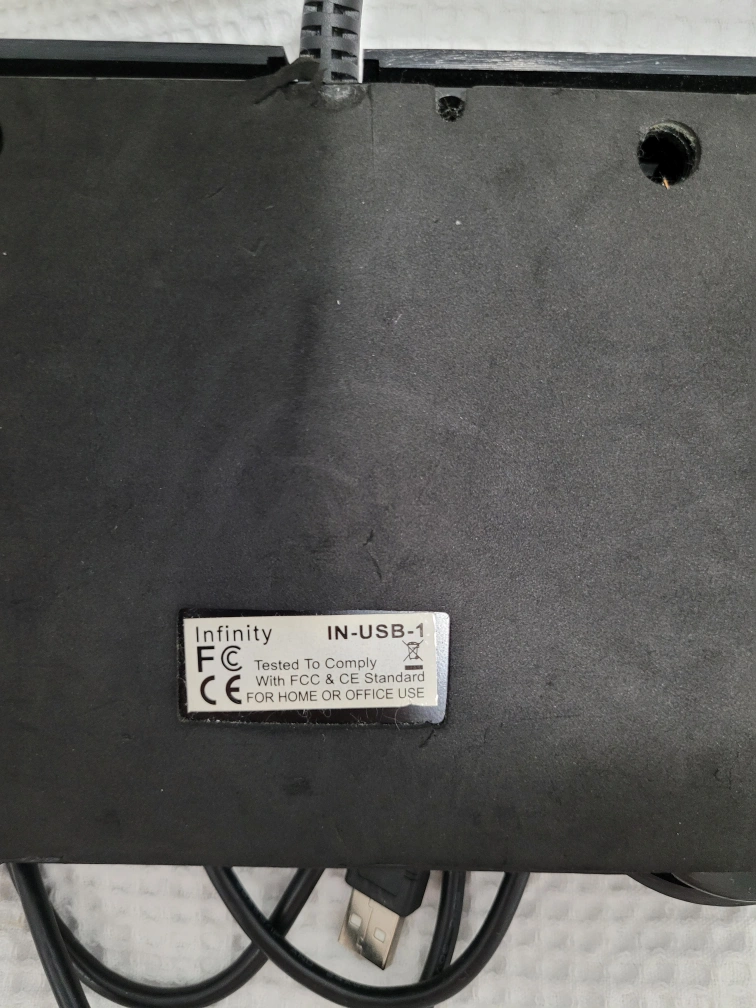 Infinity IN-USB-1
FC Tested To Comply
With FCC & CE Standard
CE FOR HOME OR OFFICE USE